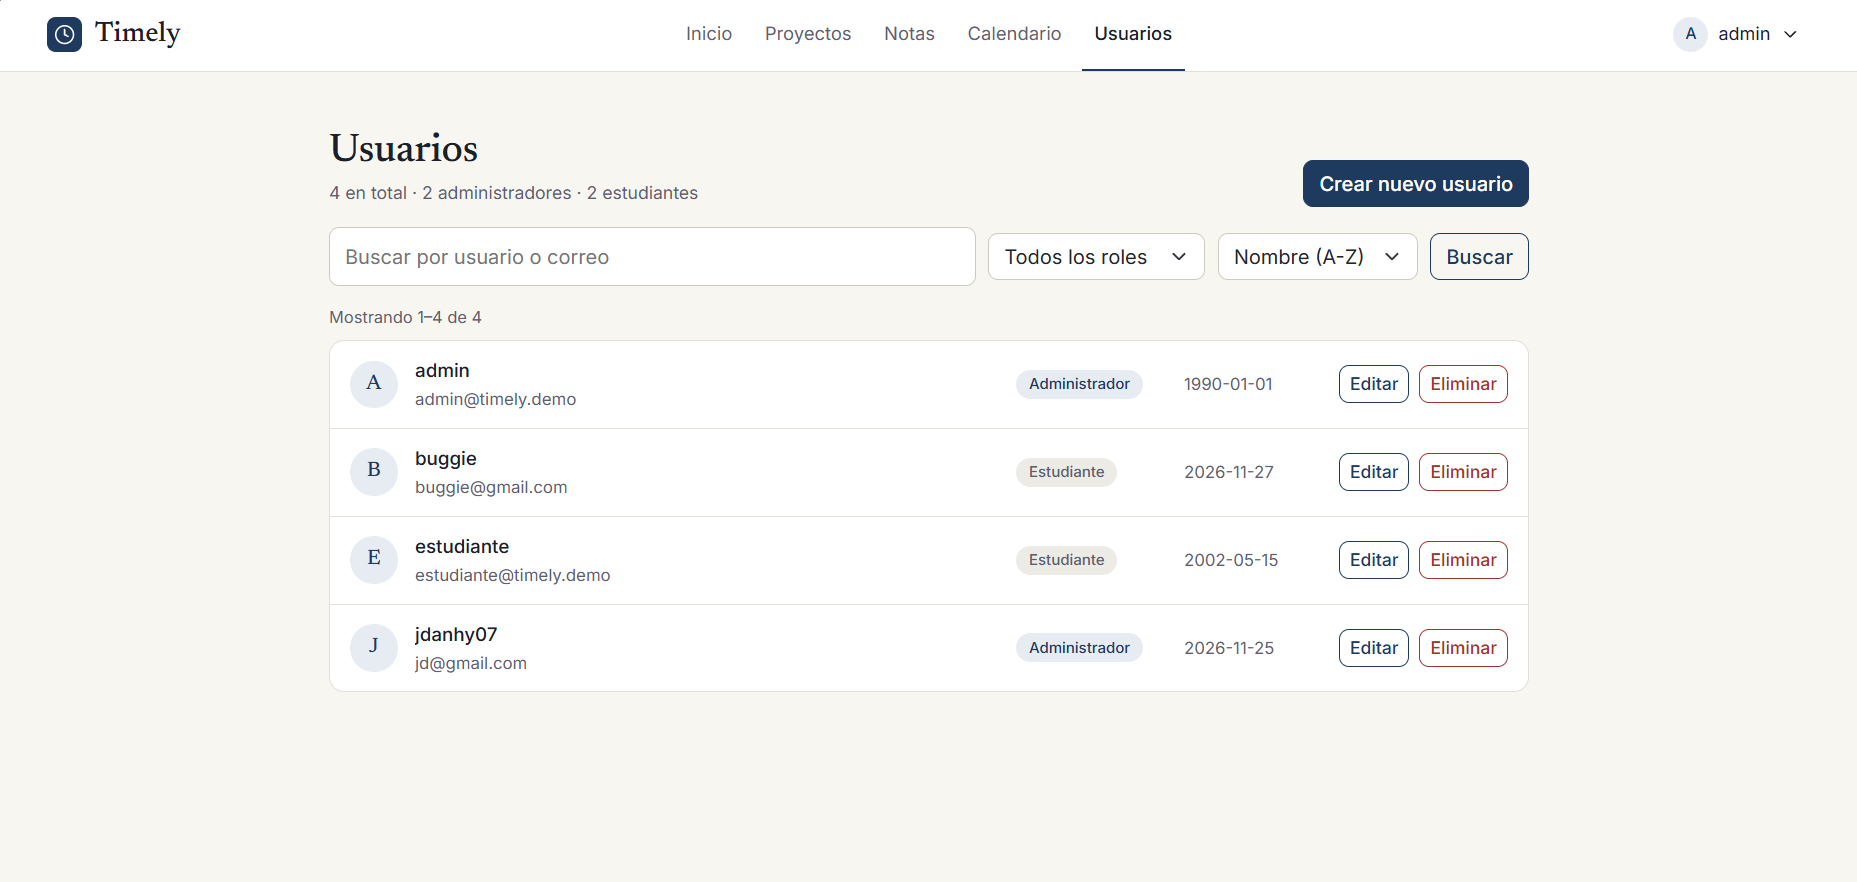 Timely
Inicio Proyectos Notas Calendario Usuarios
A admin
Usuarios
4 en total · 2 administradores · 2 estudiantes
Crear nuevo usuario
Buscar por usuario o correo
Todos los roles
Nombre (A-Z)
Buscar
Mostrando 1–4 de 4
A
admin
admin@timely.demo
Administrador
1990-01-01
Editar
Eliminar
B
buggie
buggie@gmail.com
Estudiante
2026-11-27
Editar
Eliminar
E
estudiante
estudiante@timely.demo
Estudiante
2002-05-15
Editar
Eliminar
J
jdanhy07
jd@gmail.com
Administrador
2026-11-25
Editar
Eliminar